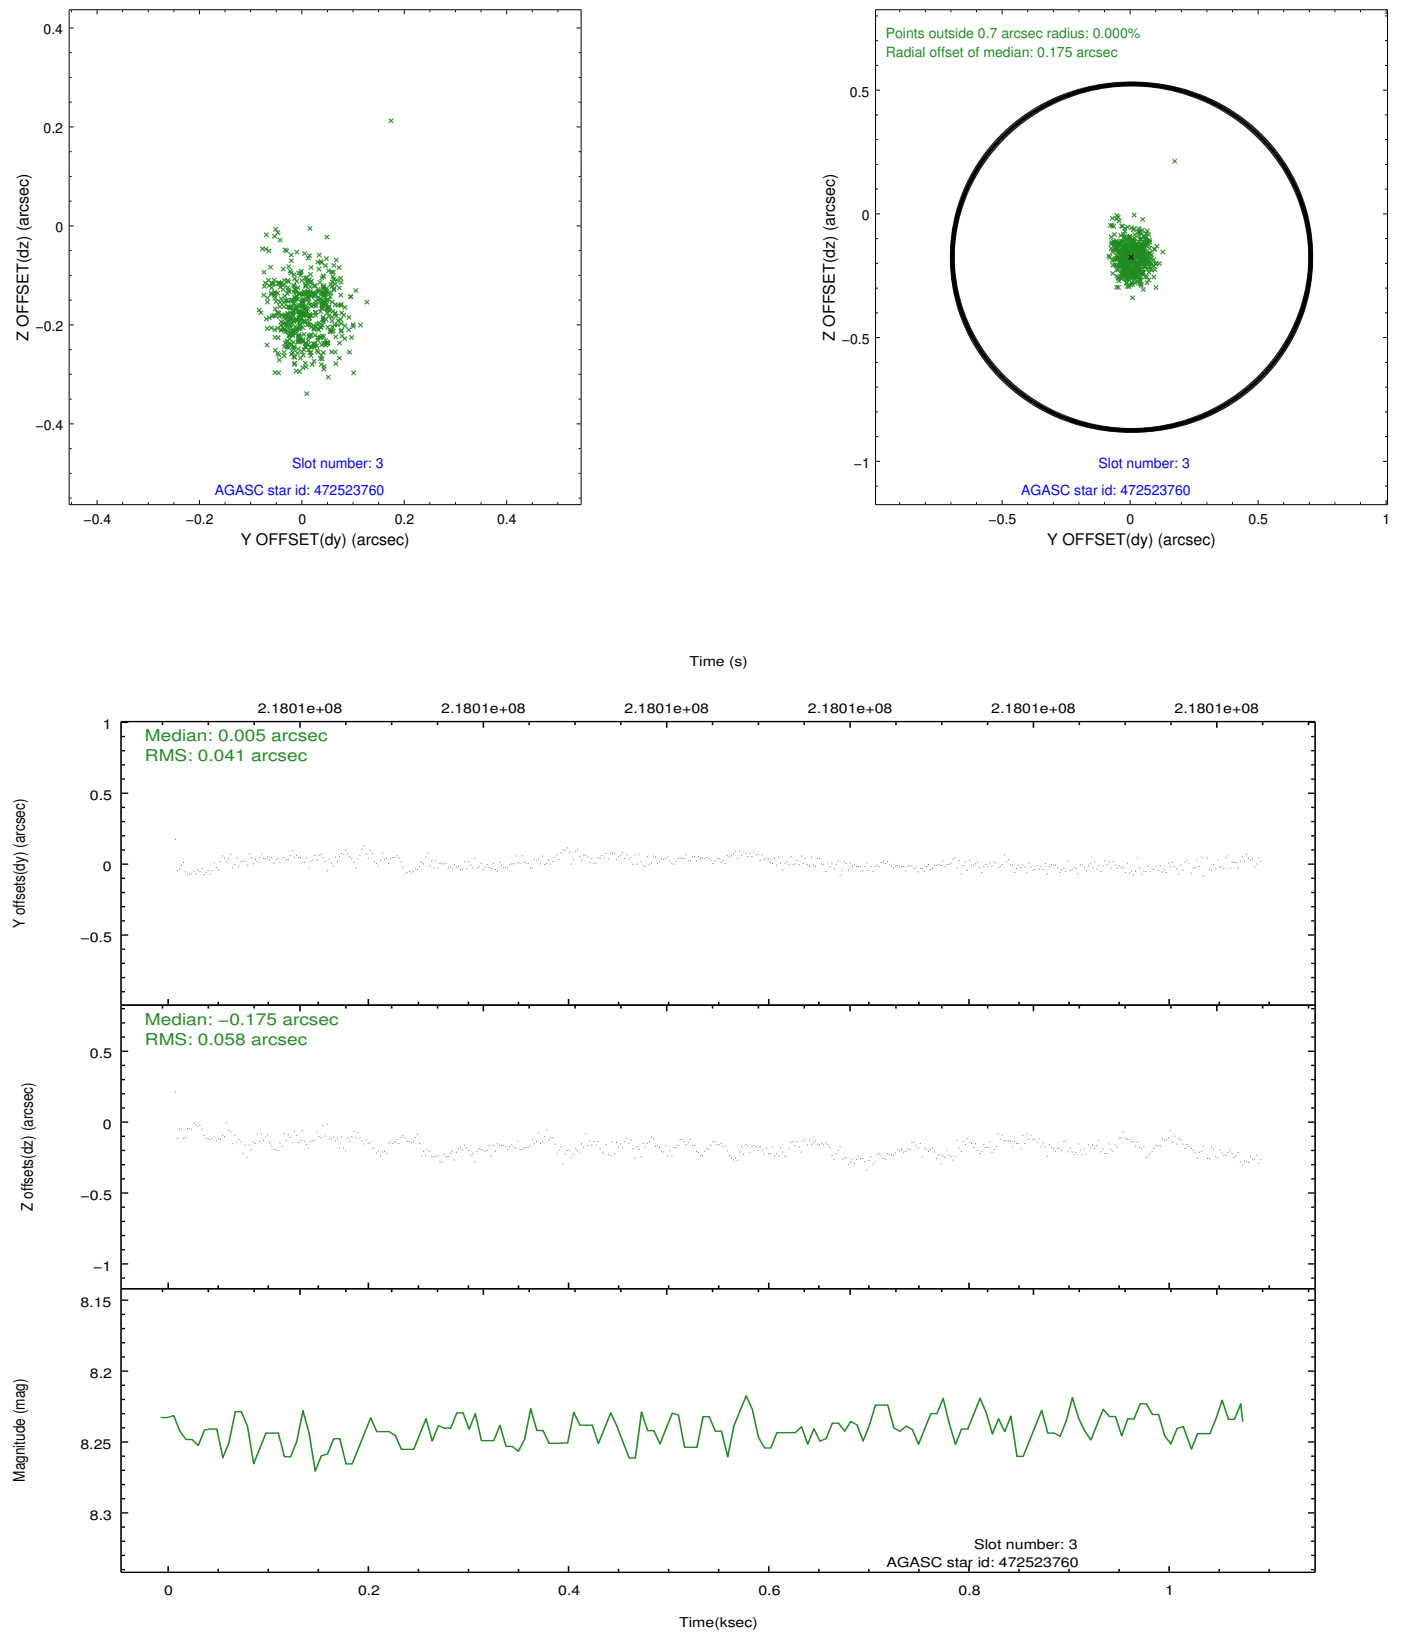 0.4
0.2
0
−0.2
−0.4
Z OFFSET(dz) (arcsec)
Slot number: 3
AGASC star id: 472523760
−0.4 −0.2 0 0.2 0.4
Y OFFSET(dy) (arcsec)
Points outside 0.7 arcsec radius: 0.000%
Radial offset of median: 0.175 arcsec
0.5
0
−0.5
−1
Z OFFSET(dz) (arcsec)
Slot number: 3
AGASC star id: 472523760
−0.5 0 0.5 1
Y OFFSET(dy) (arcsec)
Time (s)
2.1801e+08 2.1801e+08 2.1801e+08 2.1801e+08 2.1801e+08 2.1801e+08
Median: 0.005 arcsec
RMS: 0.041 arcsec
1
0.5
0
−0.5
Y offsets(dy) (arcsec)
Median: −0.175 arcsec
RMS: 0.058 arcsec
0.5
0
−0.5
−1
Z offsets(dz) (arcsec)
8.15
8.2
8.25
8.3
Magnitude (mag)
Slot number: 3
AGASC star id: 472523760
0 0.2 0.4 0.6 0.8 1
Time(ksec)